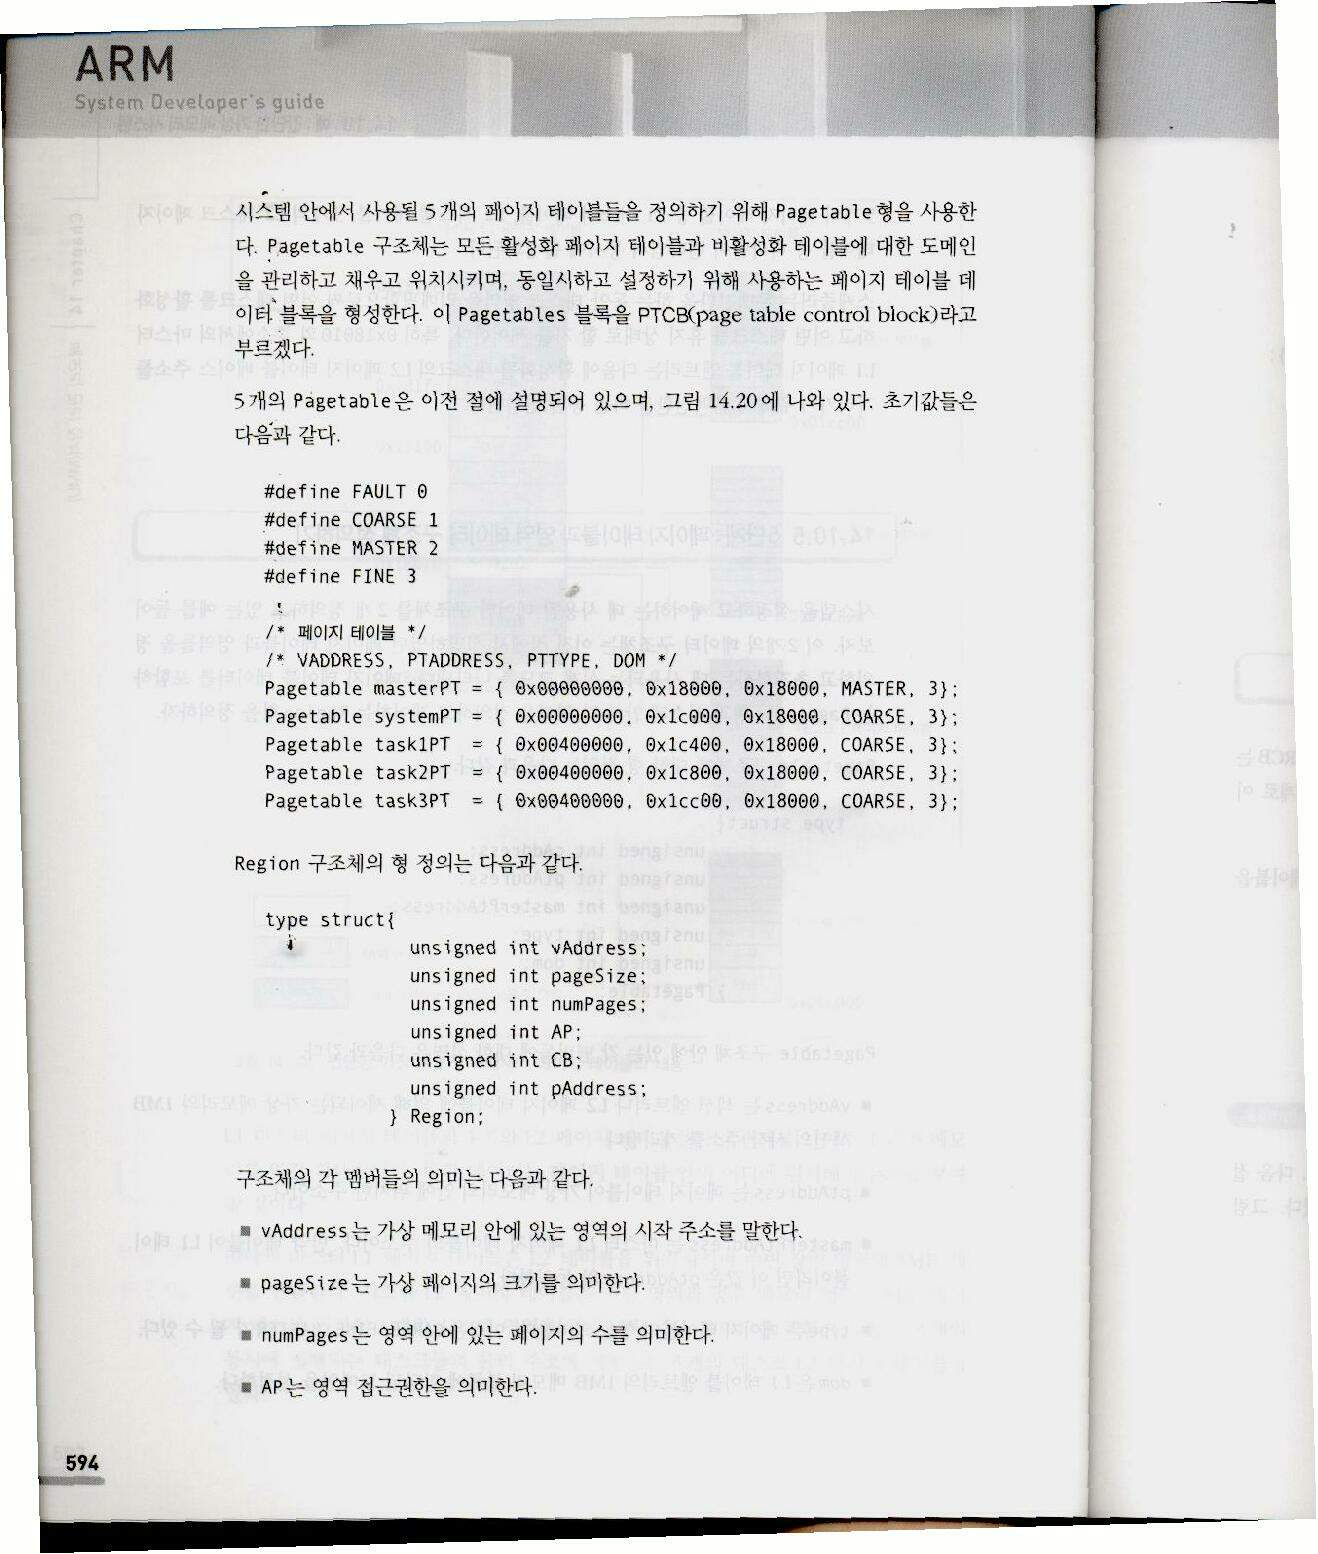 ARM
System Developer's guide
시스템 안에서 사용될 5개의 페이지 테이블들을 정의하기 위해 Pagetable형을 사용한
다. Pagetable 구조체는 모든 활성화 페이지 테이블과 비활성화 테이블에 대한 도메인
을 관리하고 채우고 위치시키며, 동일시하고 설정하기 위해 사용하는 페이지 테이블 데
이터 블록을 형성한다. 이 Pagetables 블록을 PTCB(page table control block)라고
부르겠다.
5개의 Pagetable은 이전 절에 설명되어 있으며, 그림 14.20에 나와 있다. 초기값들은
다음과 같다.
#define FAULT 0
#define COARSE 1
#define MASTER 2
#define FINE 3
/* 페이지 테이블 */
/* VADDRESS, PTADDRESS, PTTYPE, DOM */
Pagetable masterPT = { 0x00000000, 0x18000, 0x18000, MASTER, 3};
Pagetable systemPT = { 0x00000000, 0x1c000, 0x18000, COARSE, 3};
Pagetable task1PT = { 0x00400000, 0x1c400, 0x18000, COARSE, 3};
Pagetable task2PT = { 0x00400000, 0x1c800, 0x18000, COARSE, 3};
Pagetable task3PT = { 0x00400000, 0x1cc00, 0x18000, COARSE, 3};
Region 구조체의 형 정의는 다음과 같다.
type struct{
unsigned int vAddress;
unsigned int pageSize;
unsigned int numPages;
unsigned int AP;
unsigned int CB;
unsigned int pAddress;
} Region;
구조체의 각 멤버들의 의미는 다음과 같다.
■ vAddress는 가상 메모리 안에 있는 영역의 시작 주소를 말한다.
■ pageSize는 가상 페이지의 크기를 의미한다.
■ numPages는 영역 안에 있는 페이지의 수를 의미한다.
■ AP는 영역 접근권한을 의미한다.
594